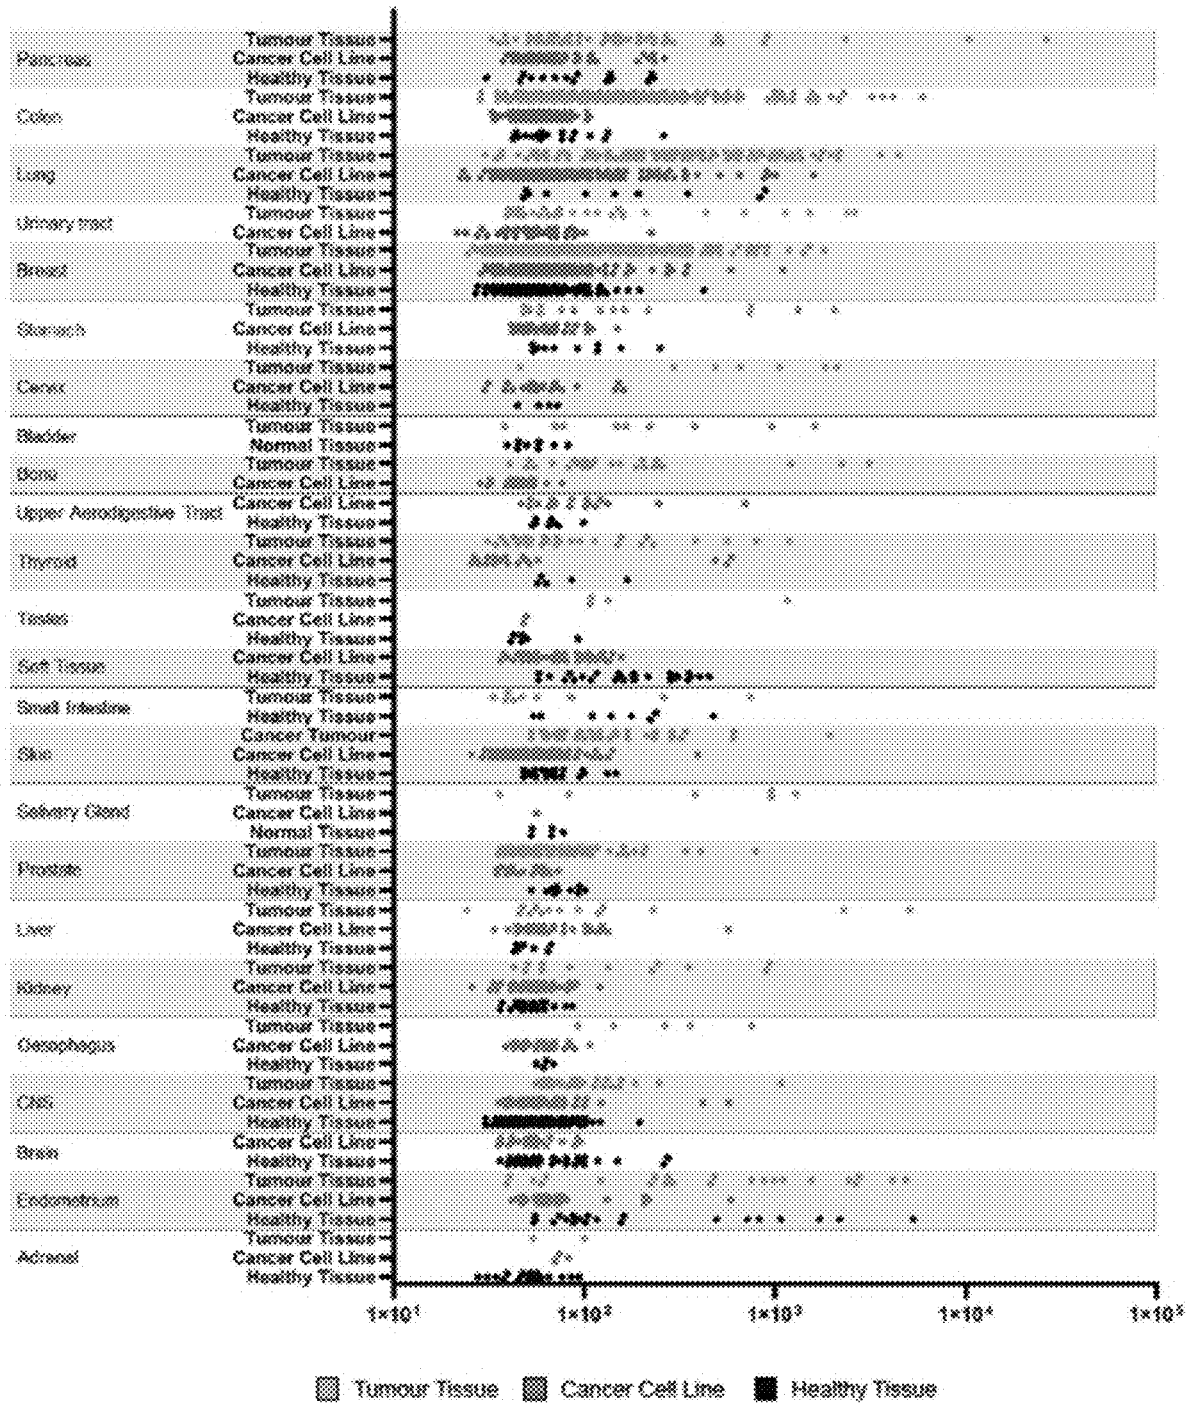 Pancreas
Tumour Tissue
Cancer Cell Line
Healthy Tissue
Colon
Tumour Tissue
Cancer Cell Line
Healthy Tissue
Lung
Tumour Tissue
Cancer Cell Line
Healthy Tissue
Urinary tract
Tumour Tissue
Cancer Cell Line
Breast
Tumour Tissue
Cancer Cell Line
Healthy Tissue
Stomach
Tumour Tissue
Cancer Cell Line
Healthy Tissue
Cervix
Tumour Tissue
Cancer Cell Line
Healthy Tissue
Bladder
Tumour Tissue
Normal Tissue
Bone
Tumour Tissue
Cancer Cell Line
Upper Aerodigestive Tract
Cancer Cell Line
Healthy Tissue
Thyroid
Tumour Tissue
Cancer Cell Line
Healthy Tissue
Testes
Tumour Tissue
Cancer Cell Line
Healthy Tissue
Soft Tissue
Cancer Cell Line
Healthy Tissue
Small Intestine
Tumour Tissue
Healthy Tissue
Skin
Cancer Tumour
Cancer Cell Line
Healthy Tissue
Salivary Gland
Tumour Tissue
Cancer Cell Line
Normal Tissue
Prostate
Tumour Tissue
Cancer Cell Line
Healthy Tissue
Liver
Tumour Tissue
Cancer Cell Line
Healthy Tissue
Kidney
Tumour Tissue
Cancer Cell Line
Healthy Tissue
Oesophagus
Tumour Tissue
Cancer Cell Line
Healthy Tissue
CNS
Tumour Tissue
Cancer Cell Line
Healthy Tissue
Brain
Cancer Cell Line
Healthy Tissue
Endometrium
Tumour Tissue
Cancer Cell Line
Healthy Tissue
Adrenal
Tumour Tissue
Cancer Cell Line
Healthy Tissue
1×10¹ 1×10² 1×10³ 1×10⁴ 1×10⁵
Tumour Tissue Cancer Cell Line Healthy Tissue